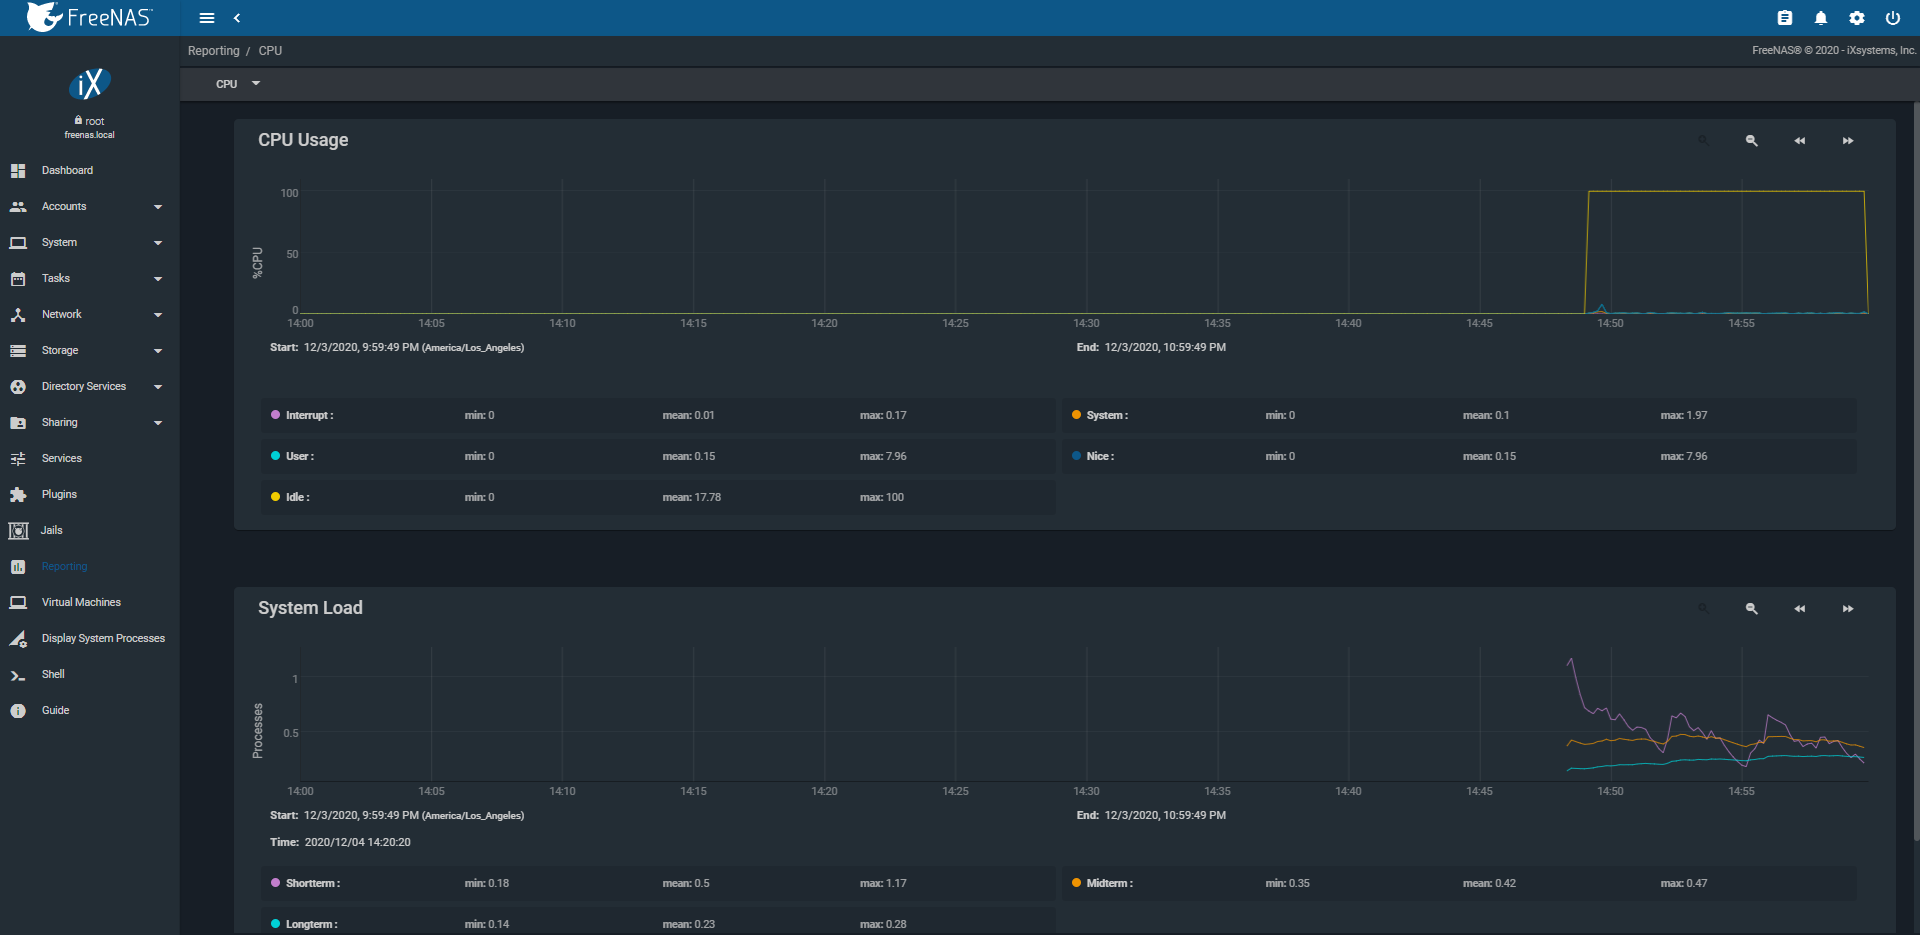 FreeNAS
Reporting / CPU
FreeNAS® © 2020 - iXsystems, Inc.
CPU
iX
root
freenas.local
Dashboard
Accounts
System
Tasks
Network
Storage
Directory Services
Sharing
Services
Plugins
Jails
Reporting
Virtual Machines
Display System Processes
Shell
Guide
CPU Usage
%CPU
100
50
0
14:00 14:05 14:10 14:15 14:20 14:25 14:30 14:35 14:40 14:45 14:50 14:55
Start: 12/3/2020, 9:59:49 PM (America/Los_Angeles) End: 12/3/2020, 10:59:49 PM
Interrupt : min: 0 mean: 0.01 max: 0.17 System : min: 0 mean: 0.1 max: 1.97
User : min: 0 mean: 0.15 max: 7.96 Nice : min: 0 mean: 0.15 max: 7.96
Idle : min: 0 mean: 17.78 max: 100
System Load
Processes
1
0.5
14:00 14:05 14:10 14:15 14:20 14:25 14:30 14:35 14:40 14:45 14:50 14:55
Start: 12/3/2020, 9:59:49 PM (America/Los_Angeles) End: 12/3/2020, 10:59:49 PM
Time: 2020/12/04 14:20:20
Shortterm : min: 0.18 mean: 0.5 max: 1.17 Midterm : min: 0.35 mean: 0.42 max: 0.47
Longterm : min: 0.14 mean: 0.23 max: 0.28